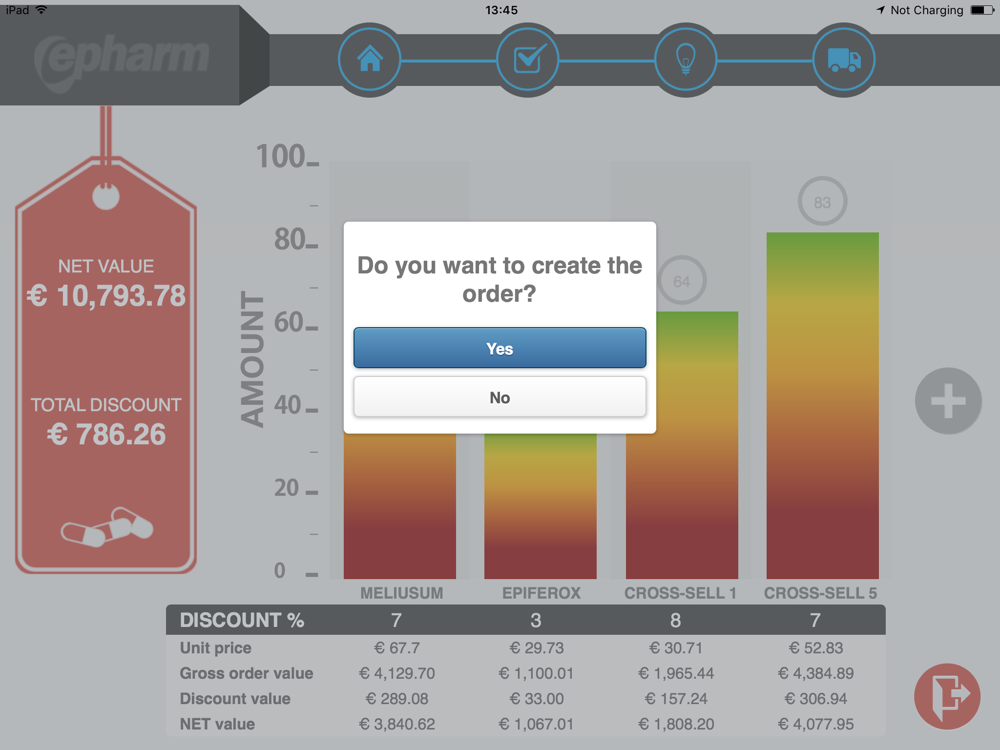 iPad
13:45
Not Charging
epharm
NET VALUE
€ 10,793.78
TOTAL DISCOUNT
€ 786.26
AMOUNT
100
80
60
40
20
0
64
83
Do you want to create the
order?
Yes
No
MELIUSUM EPIFEROX CROSS-SELL 1 CROSS-SELL 5
DISCOUNT % 7 3 8 7
Unit price € 67.7 € 29.73 € 30.71 € 52.83
Gross order value € 4,129.70 € 1,100.01 € 1,965.44 € 4,384.89
Discount value € 289.08 € 33.00 € 157.24 € 306.94
NET value € 3,840.62 € 1,067.01 € 1,808.20 € 4,077.95